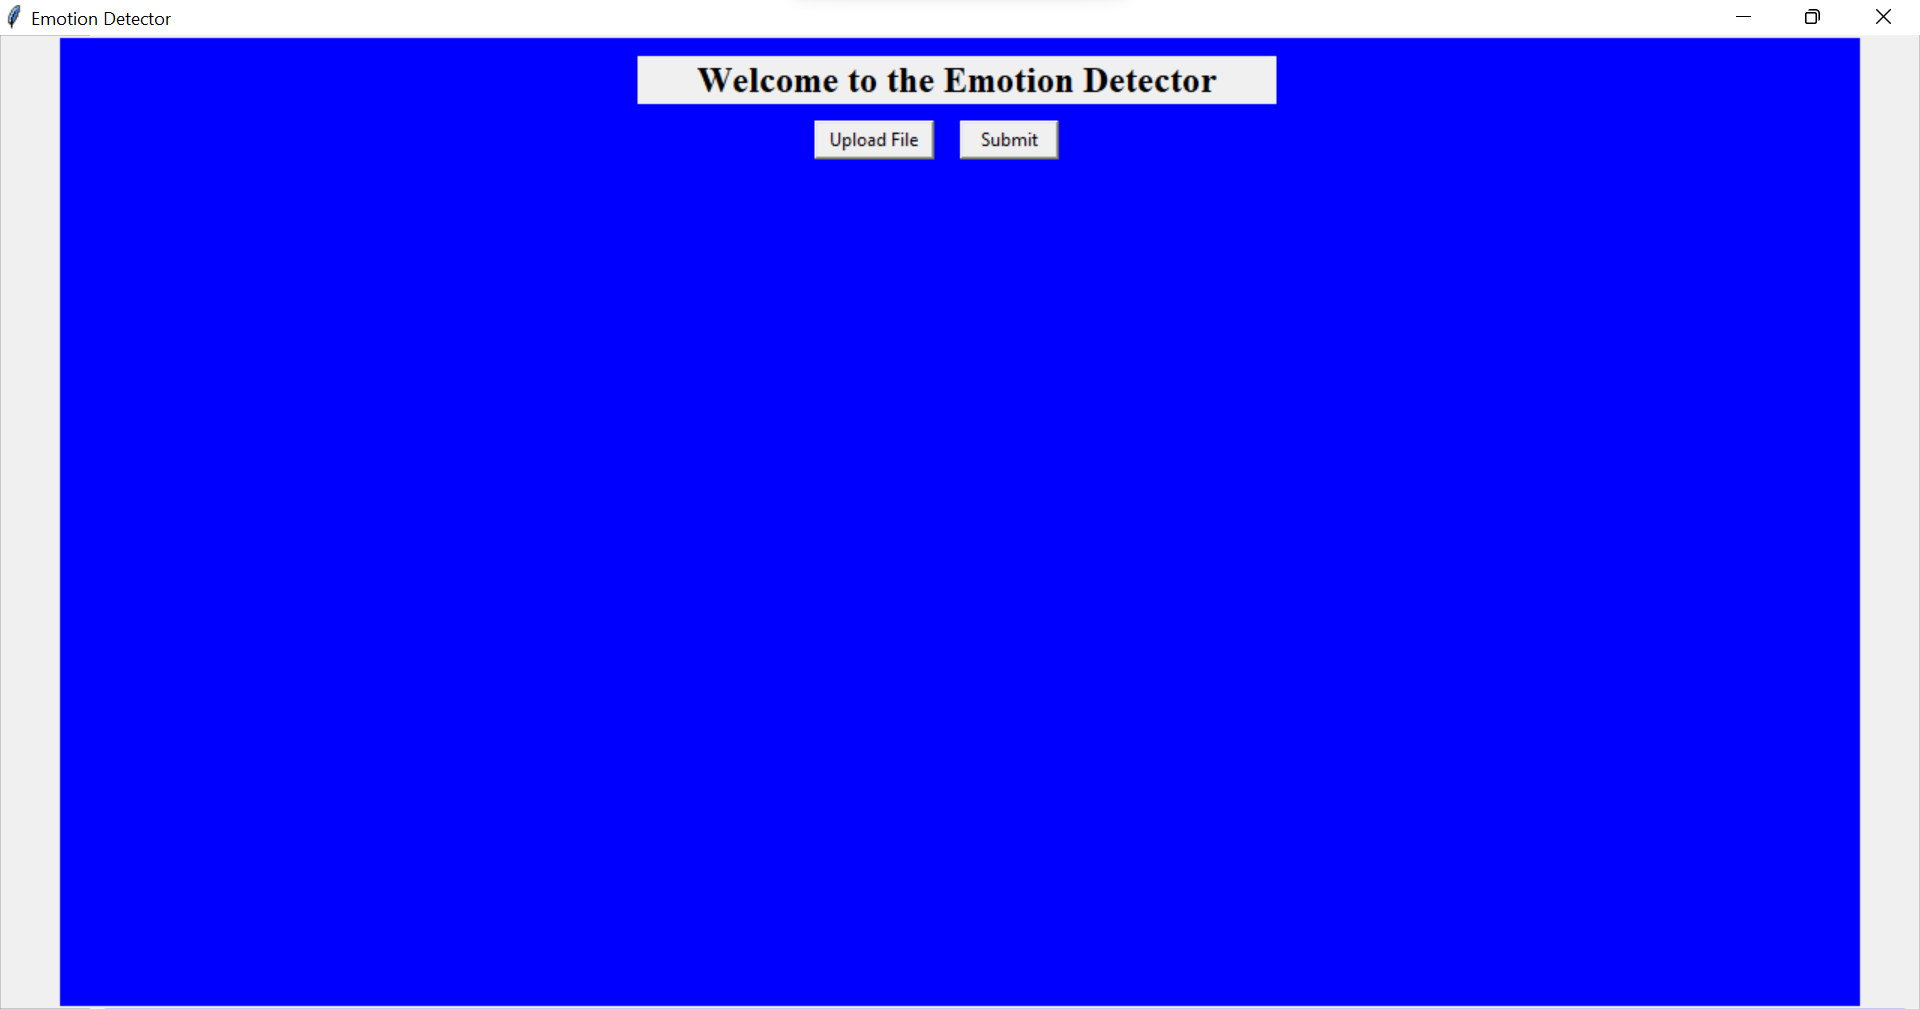 Emotion Detector
Welcome to the Emotion Detector
Upload File Submit